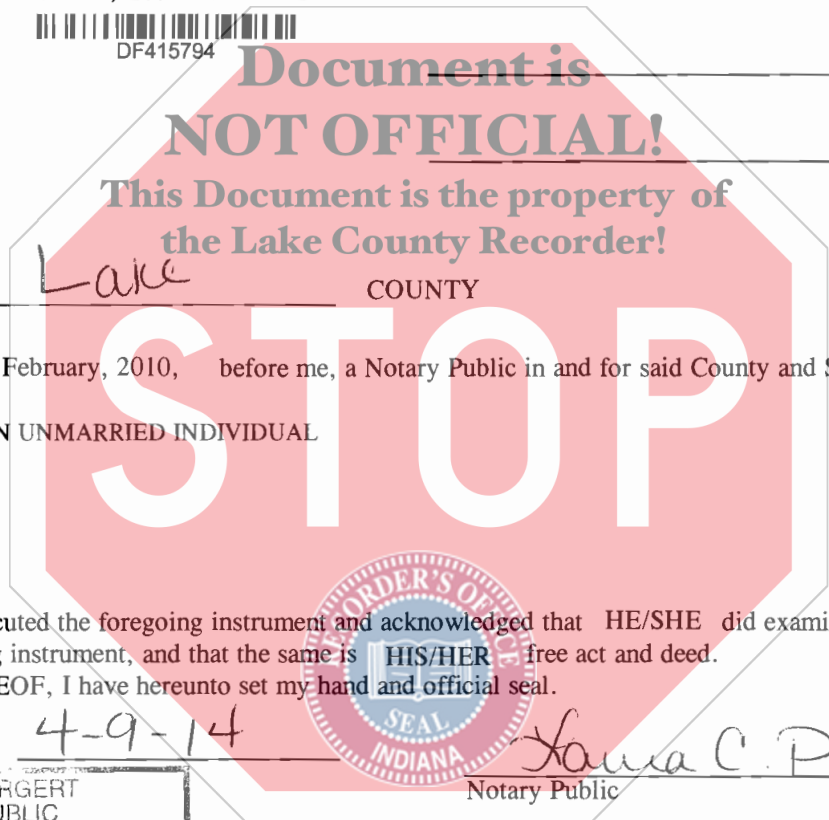 DF415794
Document is
NOT OFFICIAL!
This Document is the property of
the Lake County Recorder!
Lake COUNTY
February, 2010, before me, a Notary Public in and for said County and S
N UNMARRIED INDIVIDUAL
STOP
RECORDER'S OFFICE
cuted the foregoing instrument and acknowledged that HE/SHE did exami
g instrument, and that the same is HIS/HER free act and deed.
EOF, I have hereunto set my hand and official seal.
SEAL
INDIANA
4-9-14
C. P
RGERT
Notary Public
UBLIC